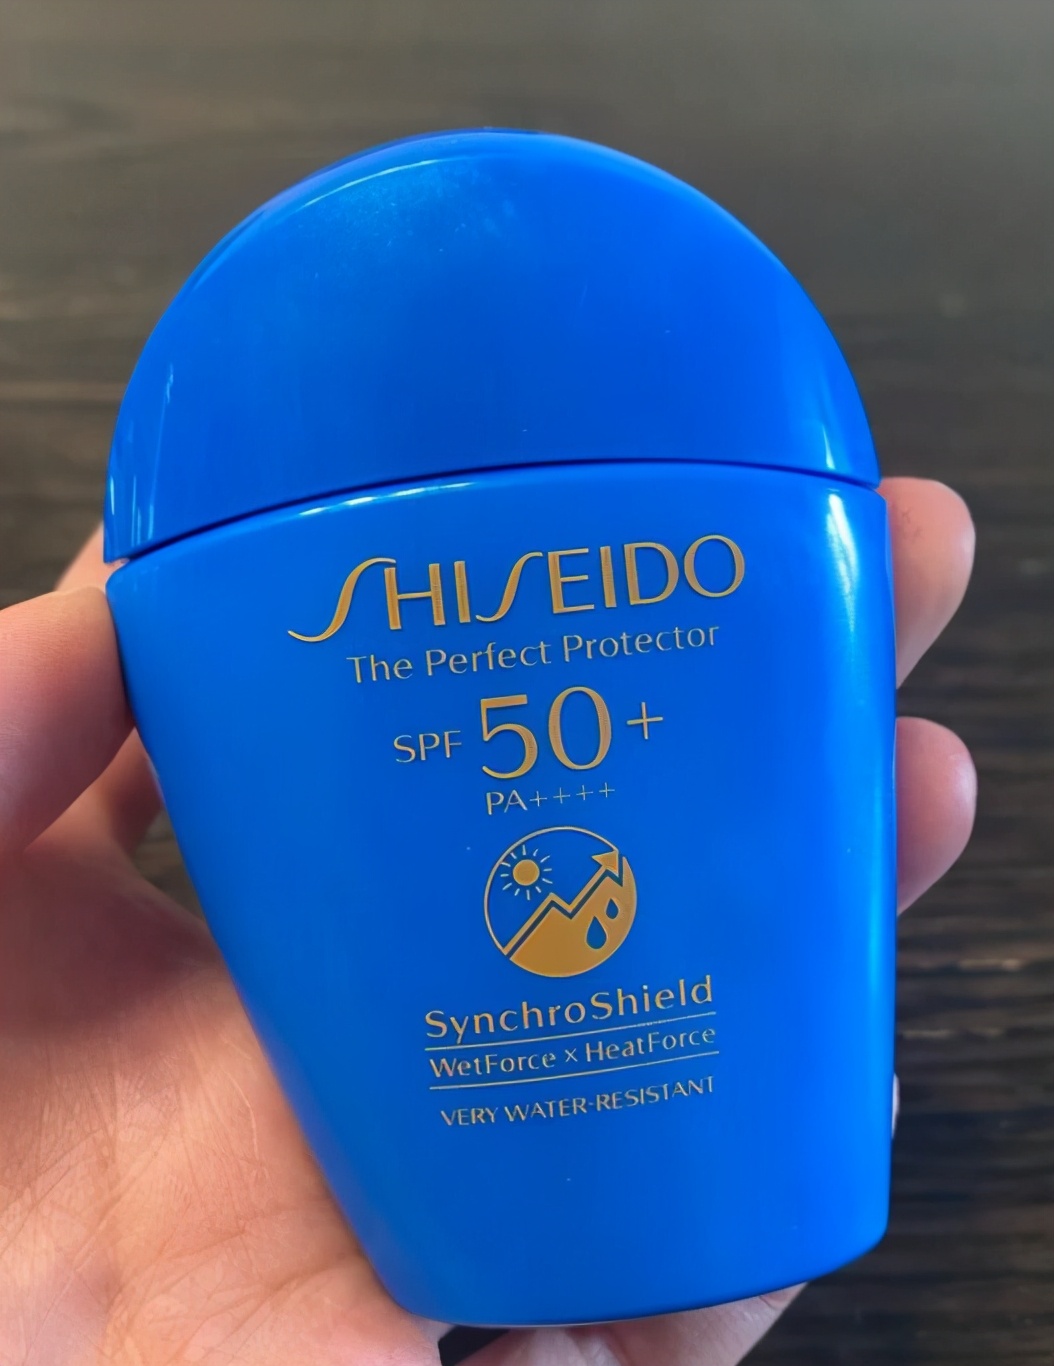 SHISEIDO
The Perfect Protector
SPF 50+
PA++++
SynchroShield
WetForce x HeatForce
VERY WATER-RESISTANT